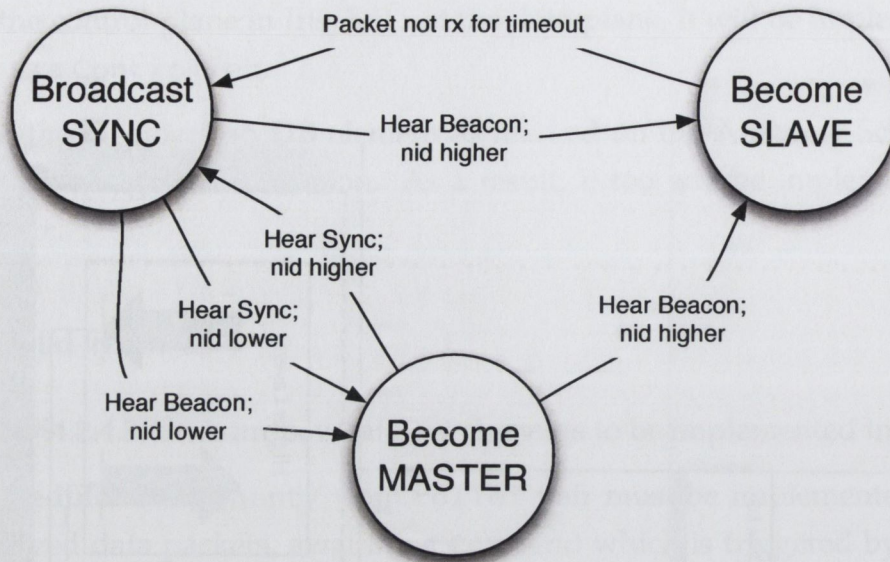 Packet not rx for timeout
Broadcast
SYNC
Become
SLAVE
Hear Beacon;
nid higher
Hear Sync;
nid higher
Hear Sync;
nid lower
Hear Beacon;
nid higher
Hear Beacon;
nid lower
Become
MASTER